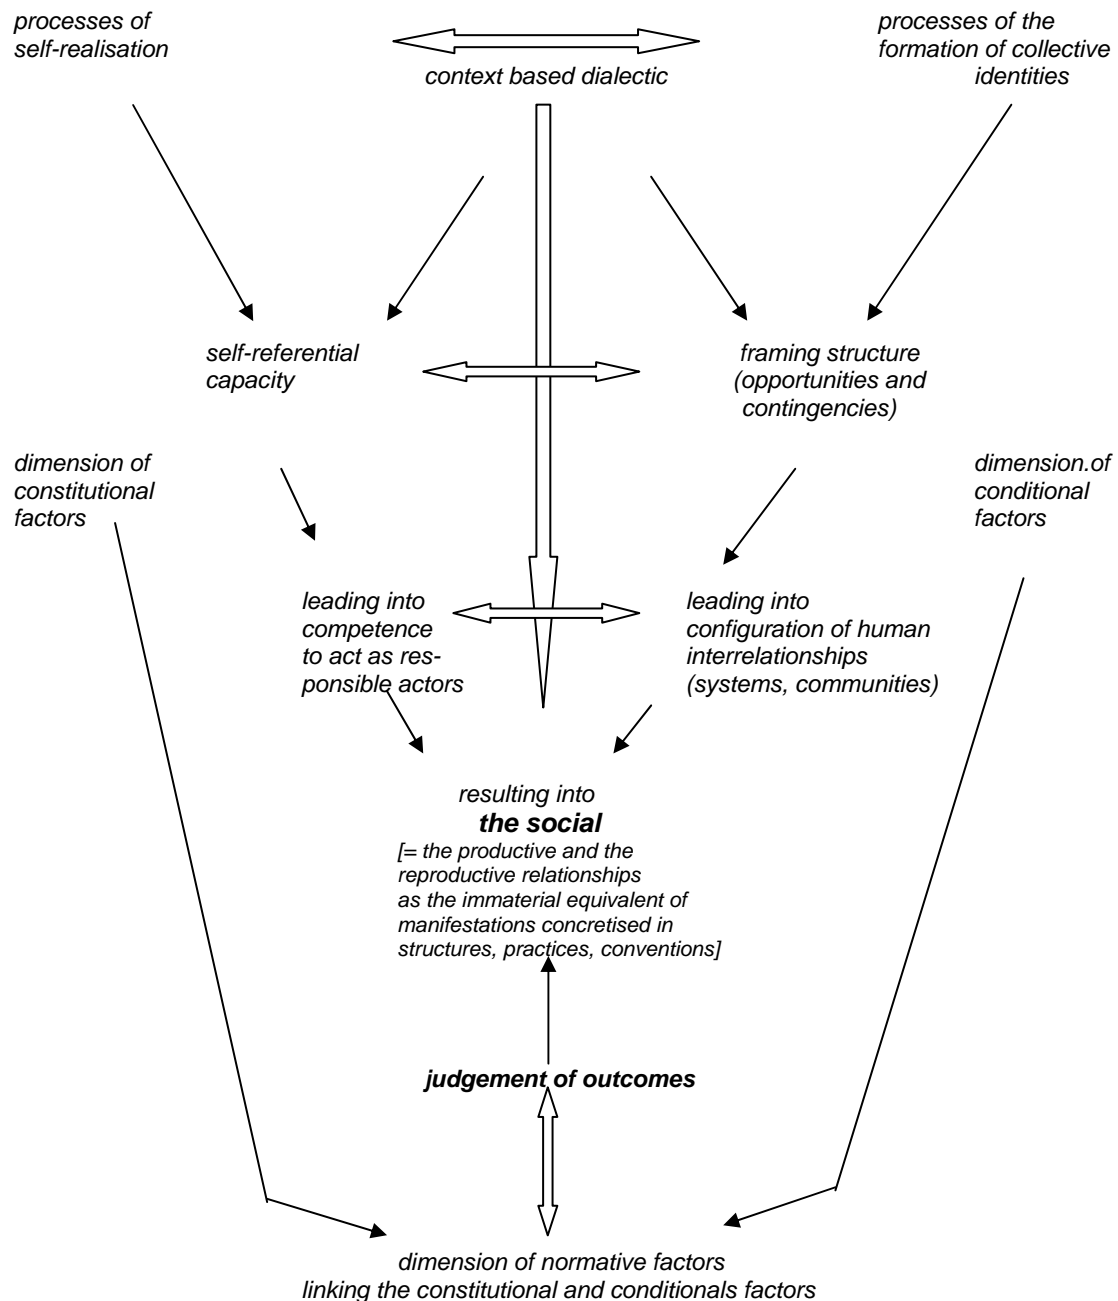 processes of
self-realisation
context based dialectic
processes of the
formation of collective
identities
self-referential
capacity
framing structure
(opportunities and
contingencies)
dimension of
constitutional
factors
dimension.of
conditional
factors
leading into
competence
to act as res-
ponsible actors
leading into
configuration of human
interrelationships
(systems, communities)
resulting into
the social
[= the productive and the
reproductive relationships
as the immaterial equivalent of
manifestations concretised in
structures, practices, conventions]
judgement of outcomes
dimension of normative factors
linking the constitutional and conditionals factors